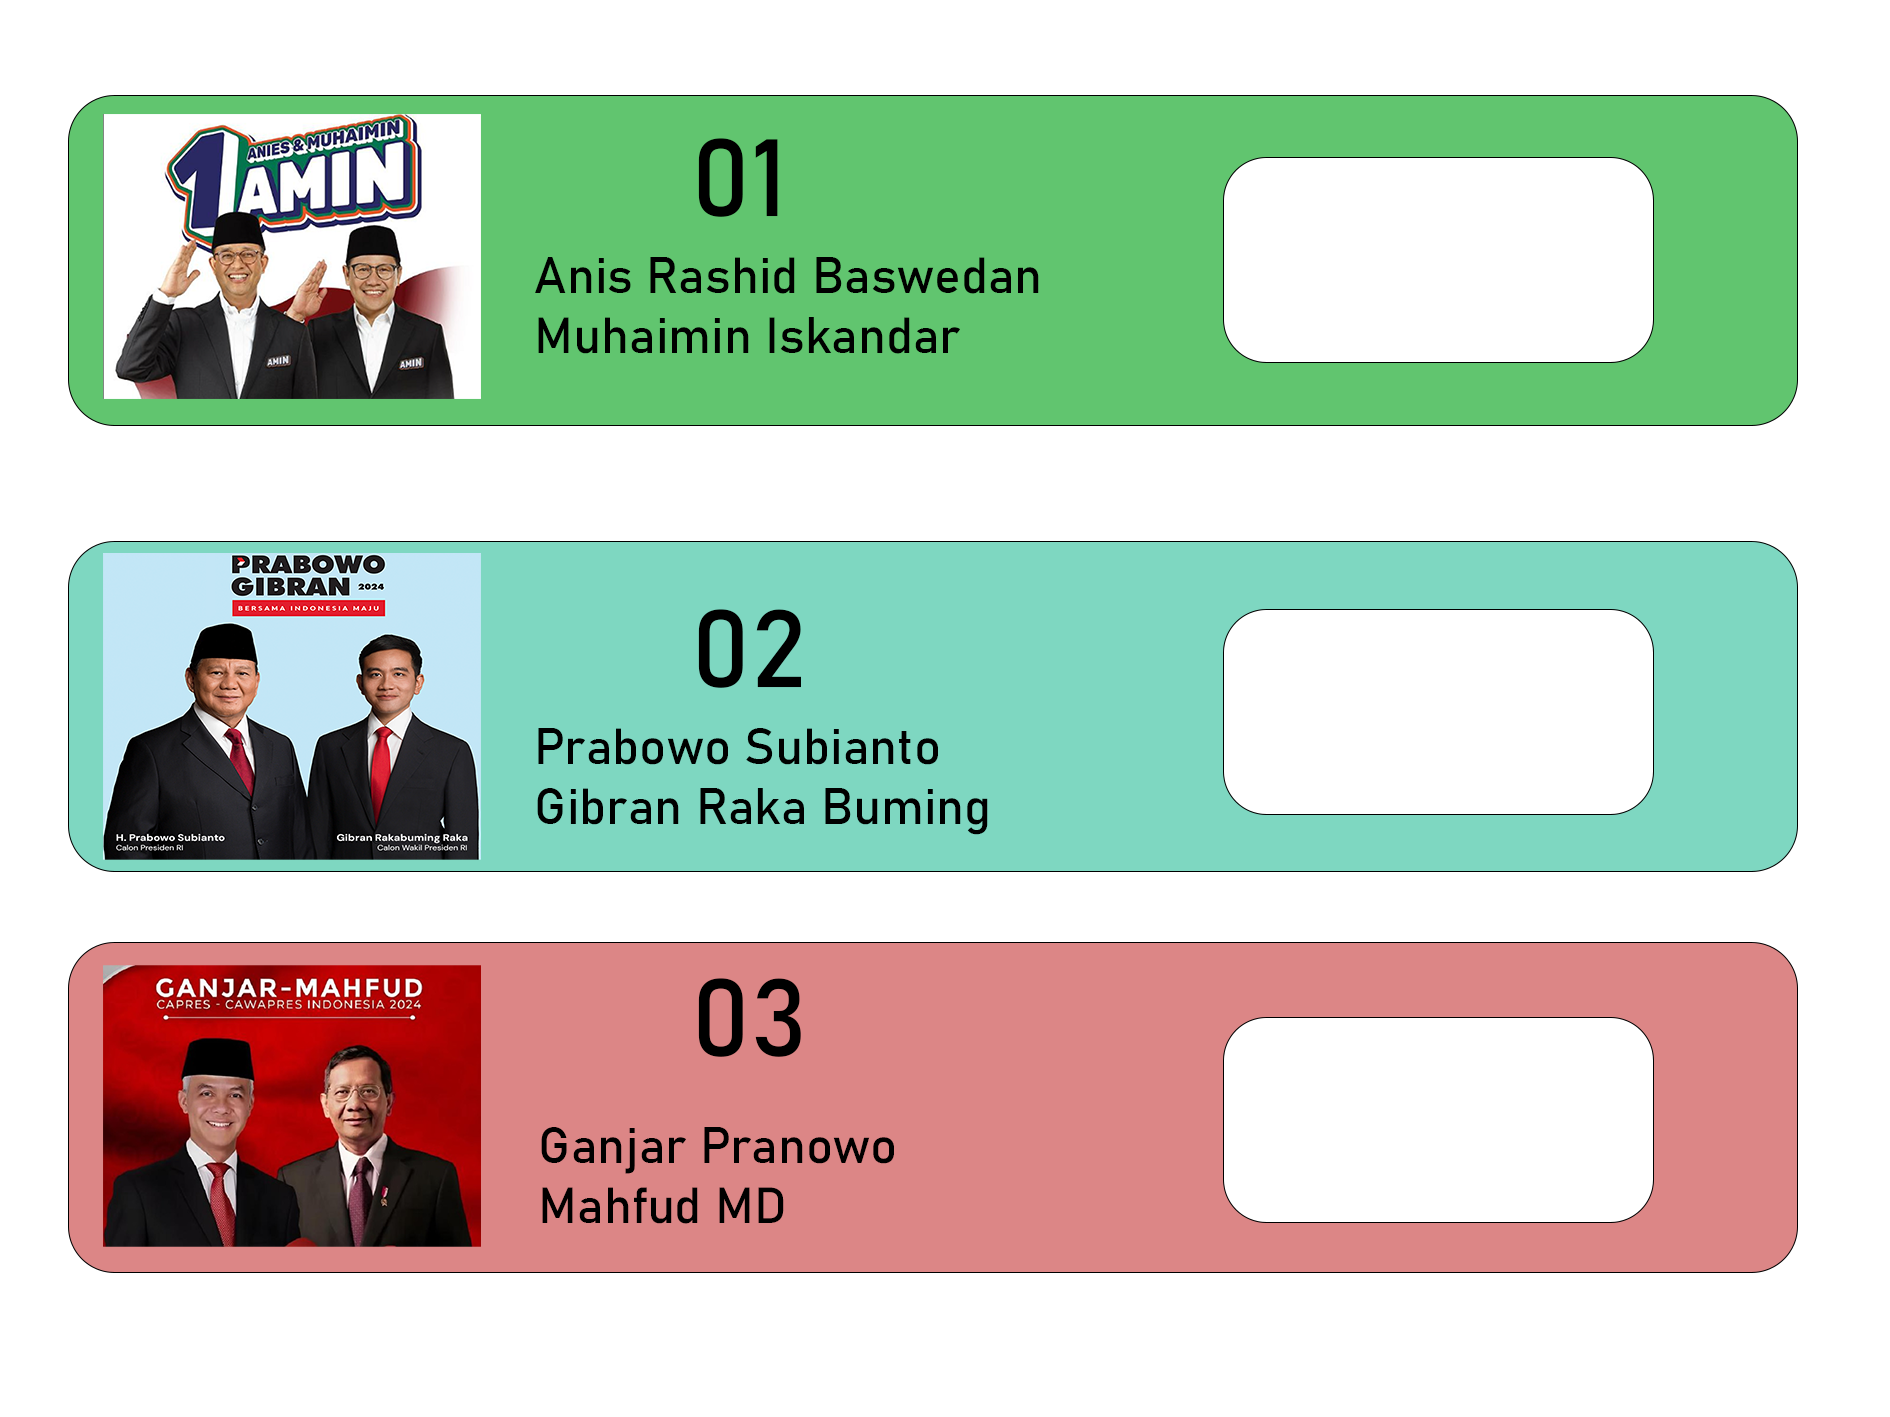 ANIES & MUHAIMIN
1 AMIN
AMIN
AMIN
01
Anis Rashid Baswedan
Muhaimin Iskandar
PRABOWO
GIBRAN 2024
BERSAMA INDONESIA MAJU
H. Prabowo Subianto
Calon Presiden RI
Gibran Rakabuming Raka
Calon Wakil Presiden RI
02
Prabowo Subianto
Gibran Raka Buming
GANJAR-MAHFUD
CAPRES - CAWAPRES INDONESIA 2024
03
Ganjar Pranowo
Mahfud MD